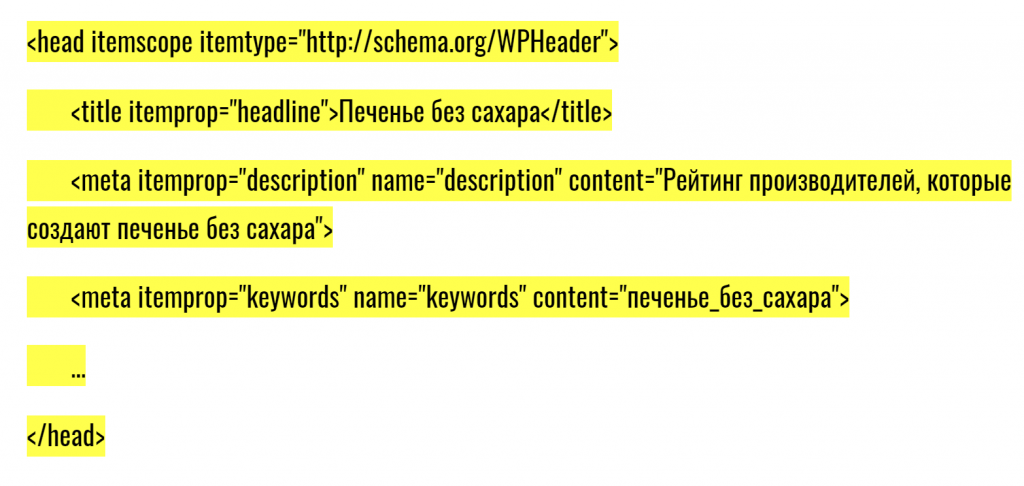 <head itemscope itemtype="http://schema.org/WPHeader">
<title itemprop="headline">Печенье без сахара</title>
<meta itemprop="description" name="description" content="Рейтинг производителей, которые
создают печенье без сахара">
<meta itemprop="keywords" name="keywords" content="печенье_без_сахара">
...
</head>